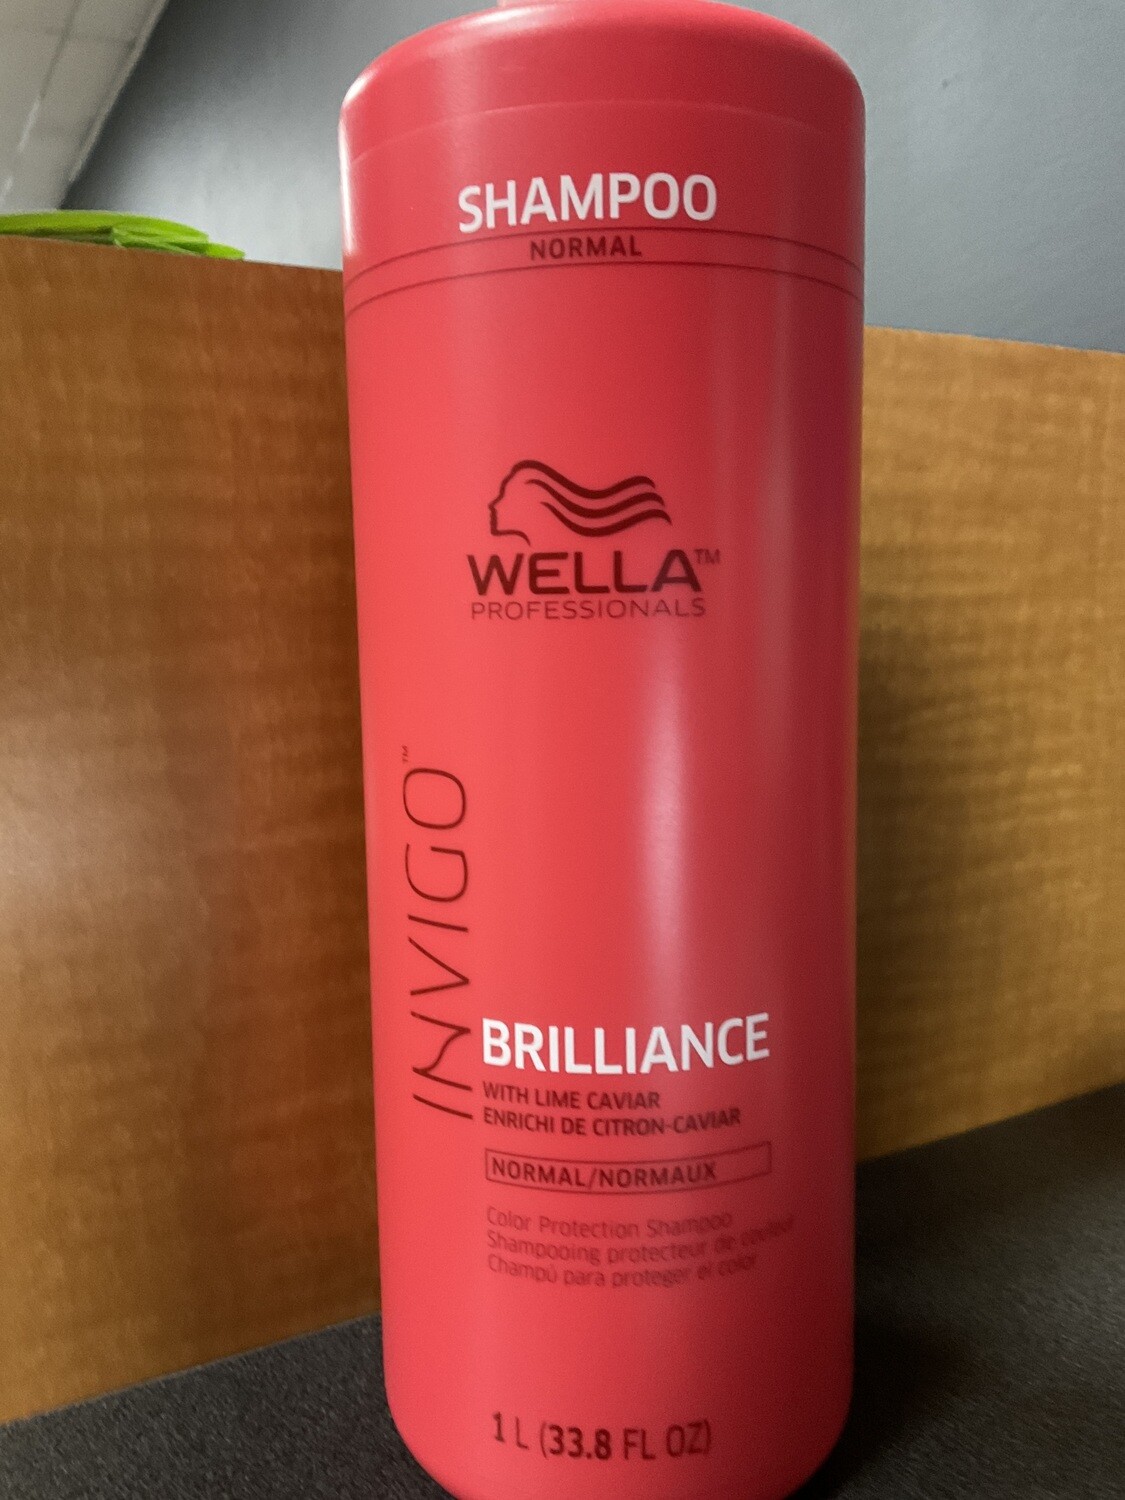 SHAMPOO
NORMAL
WELLA™
PROFESSIONALS
INVIGO™
BRILLIANCE
WITH LIME CAVIAR
ENRICHI DE CITRON-CAVIAR
NORMAL/NORMAUX
Color Protection Shampoo
Shampooing protecteur de couleur
Champú para proteger el color
1 L (33.8 FL OZ)